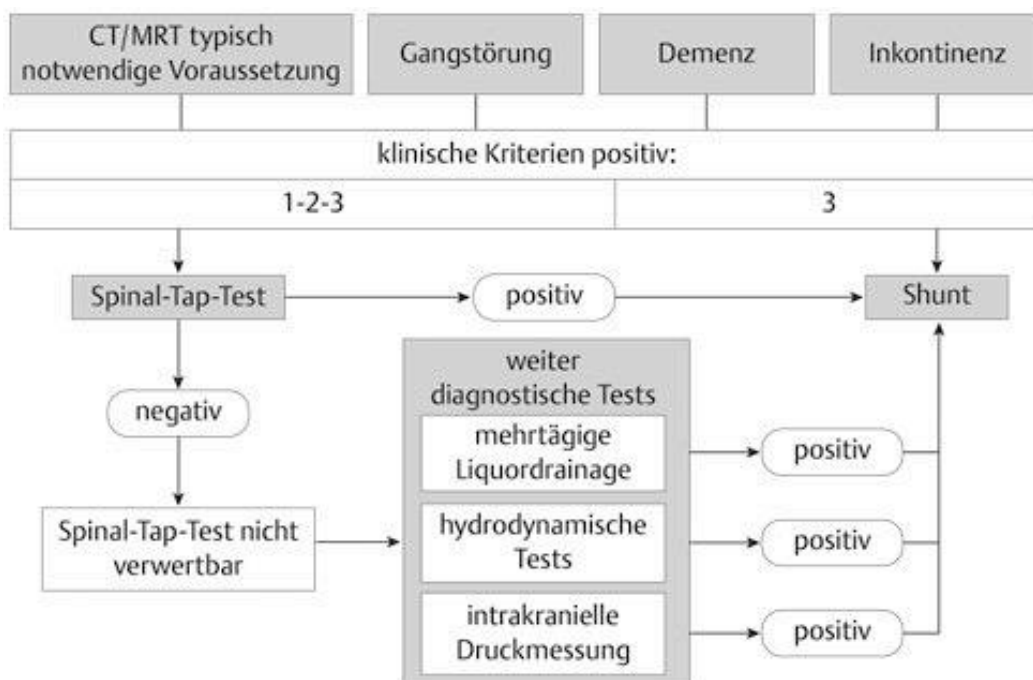 CT/MRT typisch
notwendige Voraussetzung
Gangstörung
Demenz
Inkontinenz
klinische Kriterien positiv:
1-2-3
3
Spinal-Tap-Test
positiv
Shunt
negativ
weiter
diagnostische Tests
mehrtägige
Liquordrainage
positiv
Spinal-Tap-Test nicht
verwertbar
hydrodynamische
Tests
positiv
intrakranielle
Druckmessung
positiv